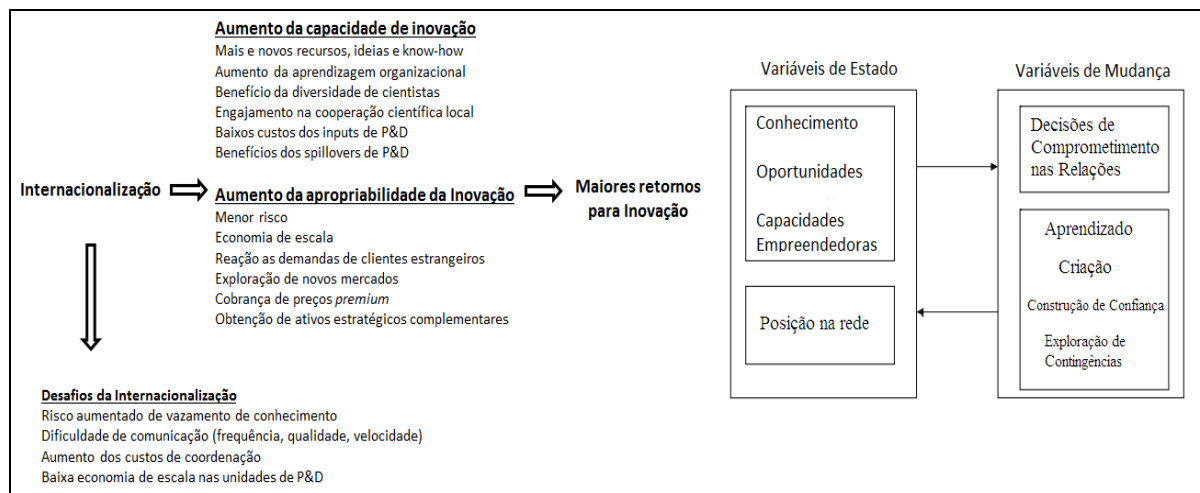 Aumento da capacidade de inovação
Mais e novos recursos, ideias e know-how
Aumento da aprendizagem organizacional
Benefício da diversidade de cientistas
Engajamento na cooperação científica local
Baixos custos dos inputs de P&D
Benefícios dos spillovers de P&D
Internacionalização
Aumento da apropriabilidade da Inovação
Menor risco
Economia de escala
Reação as demandas de clientes estrangeiros
Exploração de novos mercados
Cobrança de preços premium
Obtenção de ativos estratégicos complementares
Maiores retornos
para Inovação
Desafios da Internacionalização
Risco aumentado de vazamento de conhecimento
Dificuldade de comunicação (frequência, qualidade, velocidade)
Aumento dos custos de coordenação
Baixa economia de escala nas unidades de P&D
Variáveis de Estado
Conhecimento
Oportunidades
Capacidades
Empreendedoras
Posição na rede
Variáveis de Mudança
Decisões de
Comprometimento
nas Relações
Aprendizado
Criação
Construção de Confiança
Exploração de
Contingências